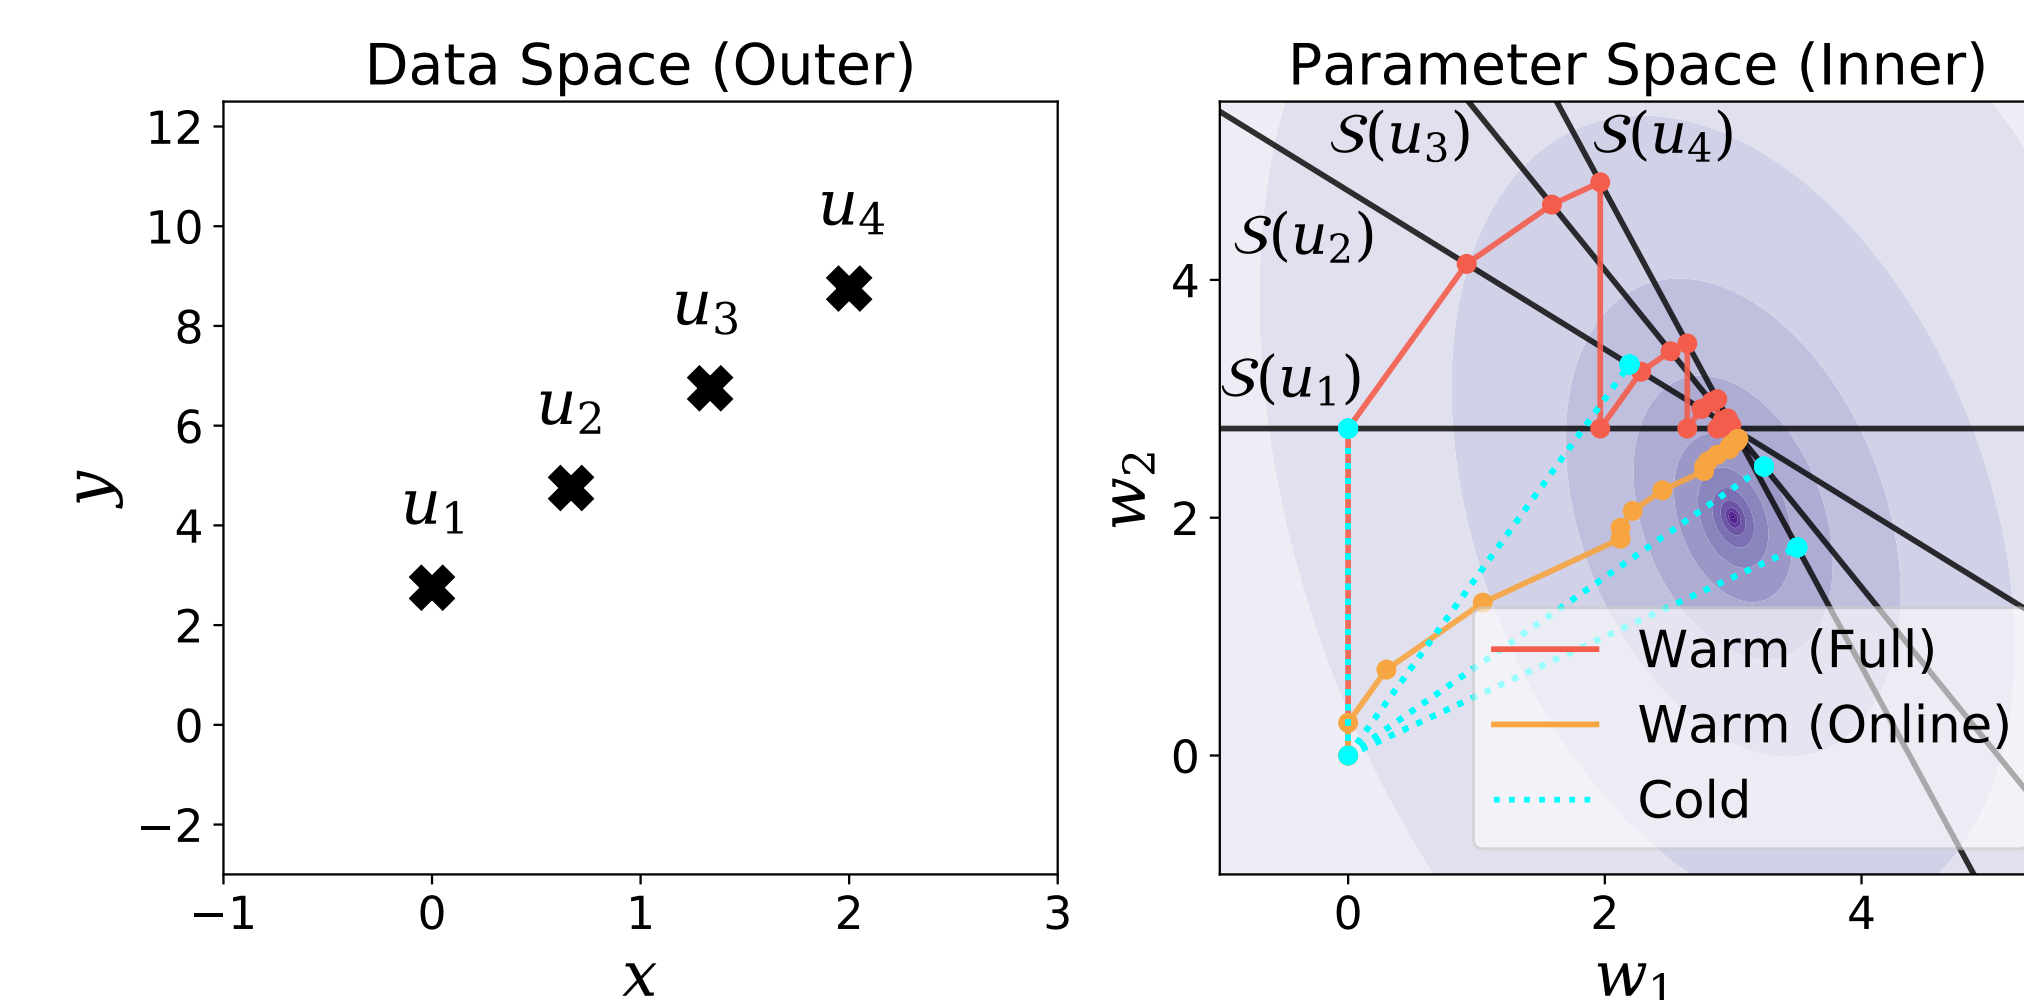 Data Space (Outer)
12
10
8
6
4
2
0
−2
y
u₄
u₃
u₂
u₁
−1
0
1
2
3
x
Parameter Space (Inner)
4
2
0
w₂
𝒮(u₃)
𝒮(u₄)
𝒮(u₂)
𝒮(u₁)
Warm (Full)
Warm (Online)
Cold
0
2
4
w₁